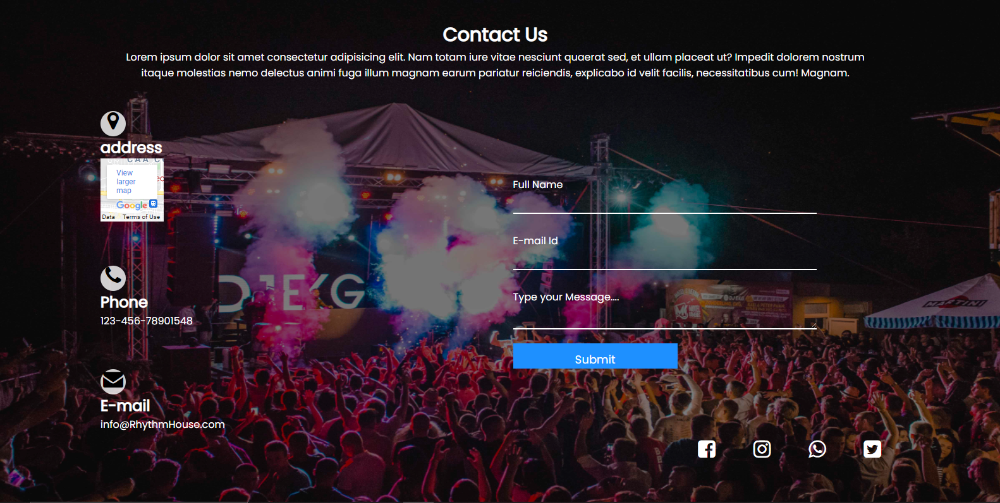 Contact Us
Lorem ipsum dolor sit amet consectetur adipisicing elit. Nam totam iure vitae nesciunt quaerat sed, et ullam placeat ut? Impedit dolorem nostrum
itaque molestias nemo delectus animi fuga illum magnam earum pariatur reiciendis, explicabo id velit facilis, necessitatibus cum! Magnam.
address
View
larger
map
Google
Data Terms of Use
Phone
123-456-78901548
E-mail
info@RhythmHouse.com
Full Name
E-mail Id
Type your Message....
Submit
MARTINI